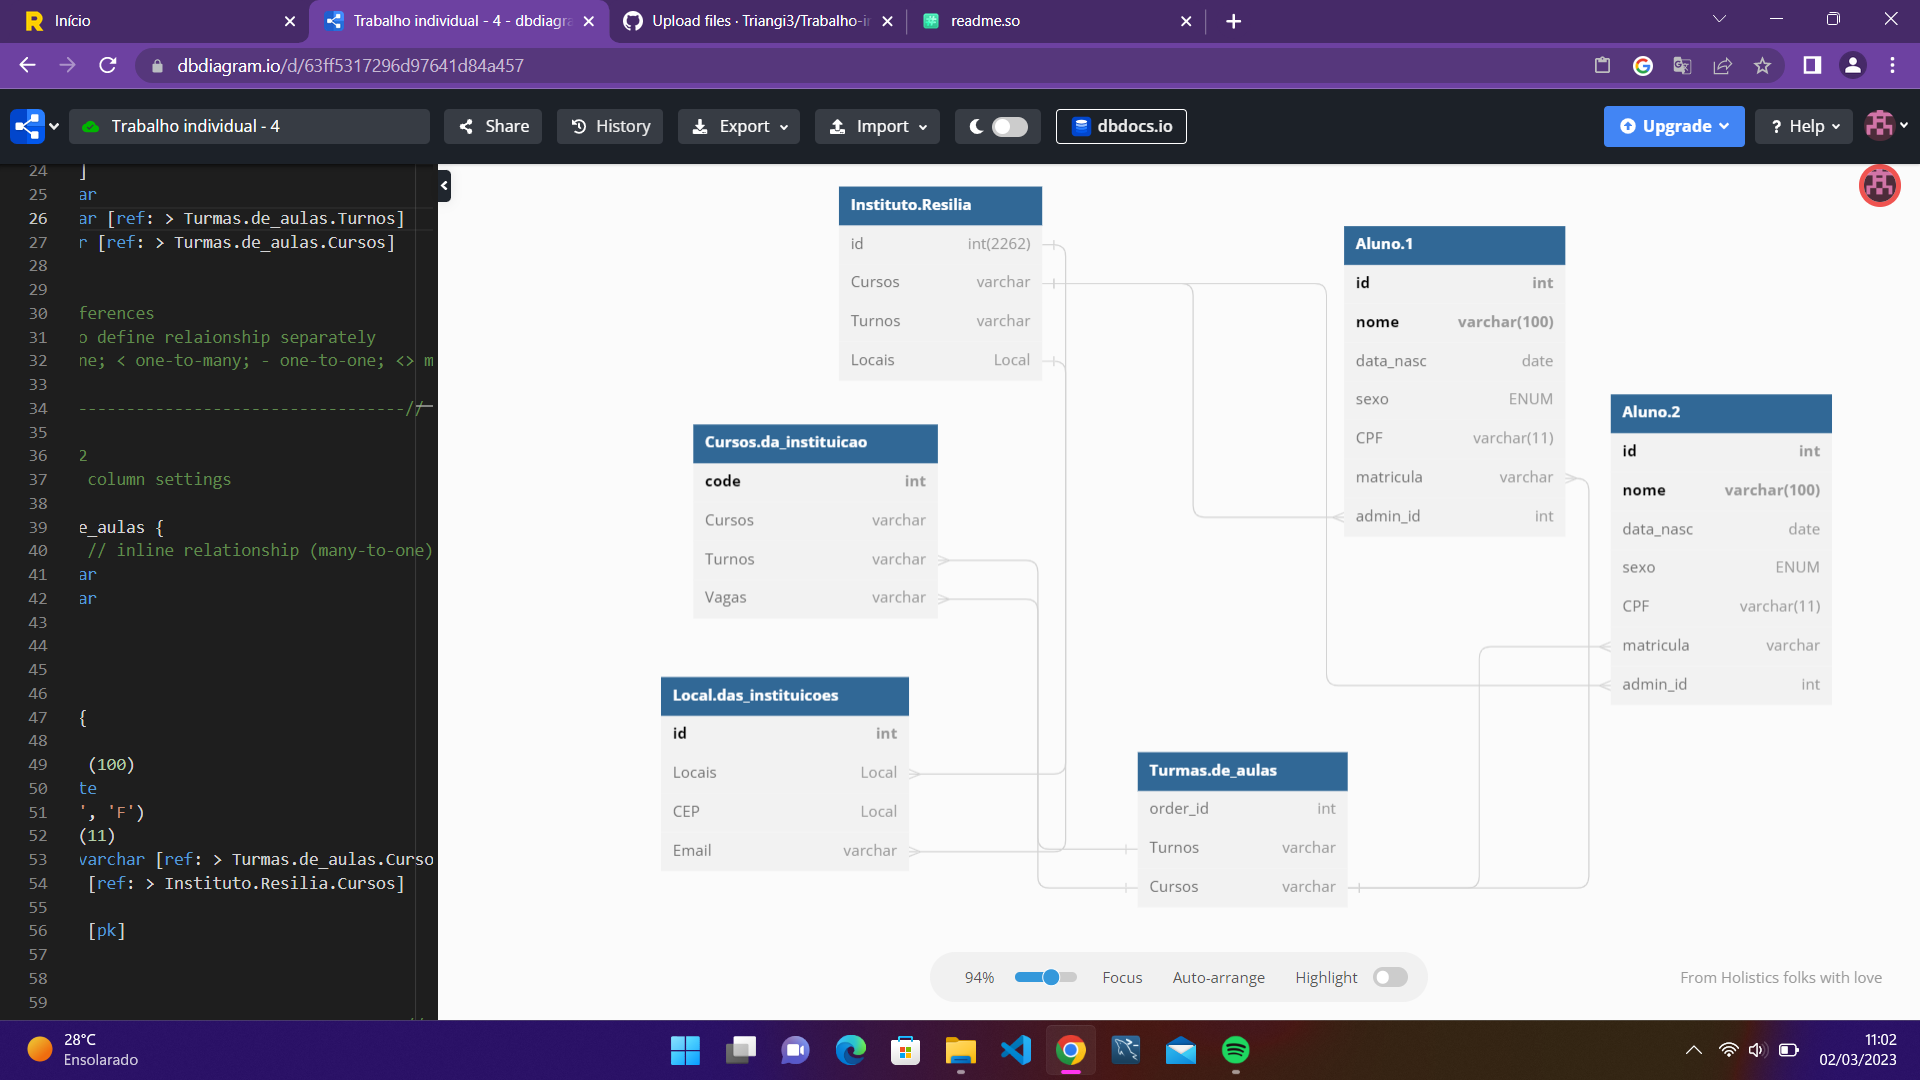 Início
Trabalho individual - 4 - dbdiagra
Upload files · Triangi3/Trabalho-in
readme.so
dbdiagram.io/d/63ff5317296d97641d84a457
Trabalho individual - 4
Share
History
Export
Import
dbdocs.io
Upgrade
? Help
24 ]
25 ar
26 ar [ref: > Turmas.de_aulas.Turnos]
27 r [ref: > Turmas.de_aulas.Cursos]
28
29
30 ferences
31 o define relaionship separately
32 ne; < one-to-many; - one-to-one; <> m
33
34 ----------------------------------//
35
36 2
37 column settings
38
39 e_aulas {
40 // inline relationship (many-to-one)
41 ar
42 ar
43
44
45
46
47 {
48
49 (100)
50 te
51 ', 'F')
52 (11)
53 varchar [ref: > Turmas.de_aulas.Curso
54 [ref: > Instituto.Resilia.Cursos]
55
56 [pk]
57
58
59
Instituto.Resilia
id int(2262)
Cursos varchar
Turnos varchar
Locais Local
Cursos.da_instituicao
code int
Cursos varchar
Turnos varchar
Vagas varchar
Local.das_instituicoes
id int
Locais Local
CEP Local
Email varchar
Aluno.1
id int
nome varchar(100)
data_nasc date
sexo ENUM
CPF varchar(11)
matricula varchar
admin_id int
Aluno.2
id int
nome varchar(100)
data_nasc date
sexo ENUM
CPF varchar(11)
matricula varchar
admin_id int
Turmas.de_aulas
order_id int
Turnos varchar
Cursos varchar
94%
Focus
Auto-arrange
Highlight
From Holistics folks with love
28°C
Ensolarado
11:02
02/03/2023